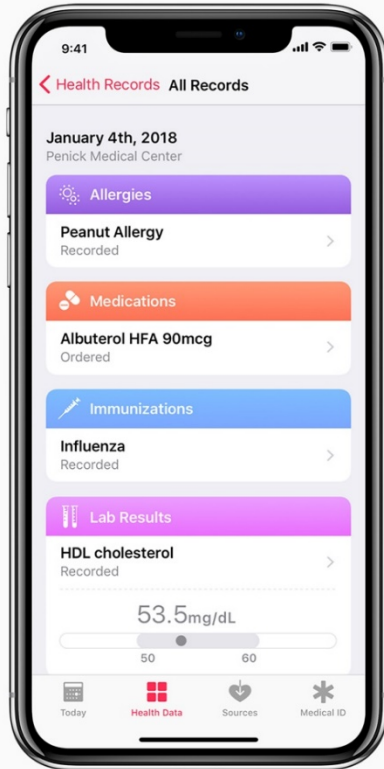 9:41
Health Records All Records
January 4th, 2018
Penick Medical Center
Allergies
Peanut Allergy
Recorded
Medications
Albuterol HFA 90mcg
Ordered
Immunizations
Influenza
Recorded
Lab Results
HDL cholesterol
Recorded
53.5mg/dL
50 60
Today Health Data Sources Medical ID